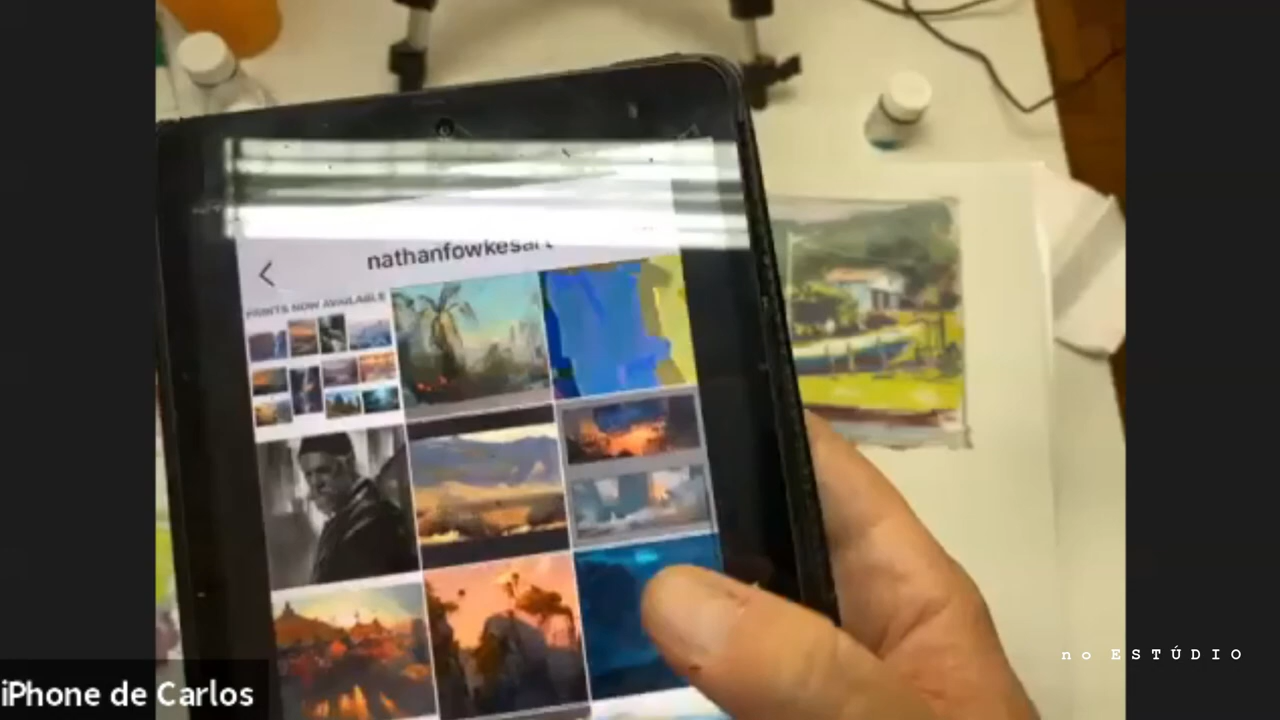 nathanfowkesart
PRINTS NOW AVAILABLE
no ESTÚDIO
iPhone de Carlos